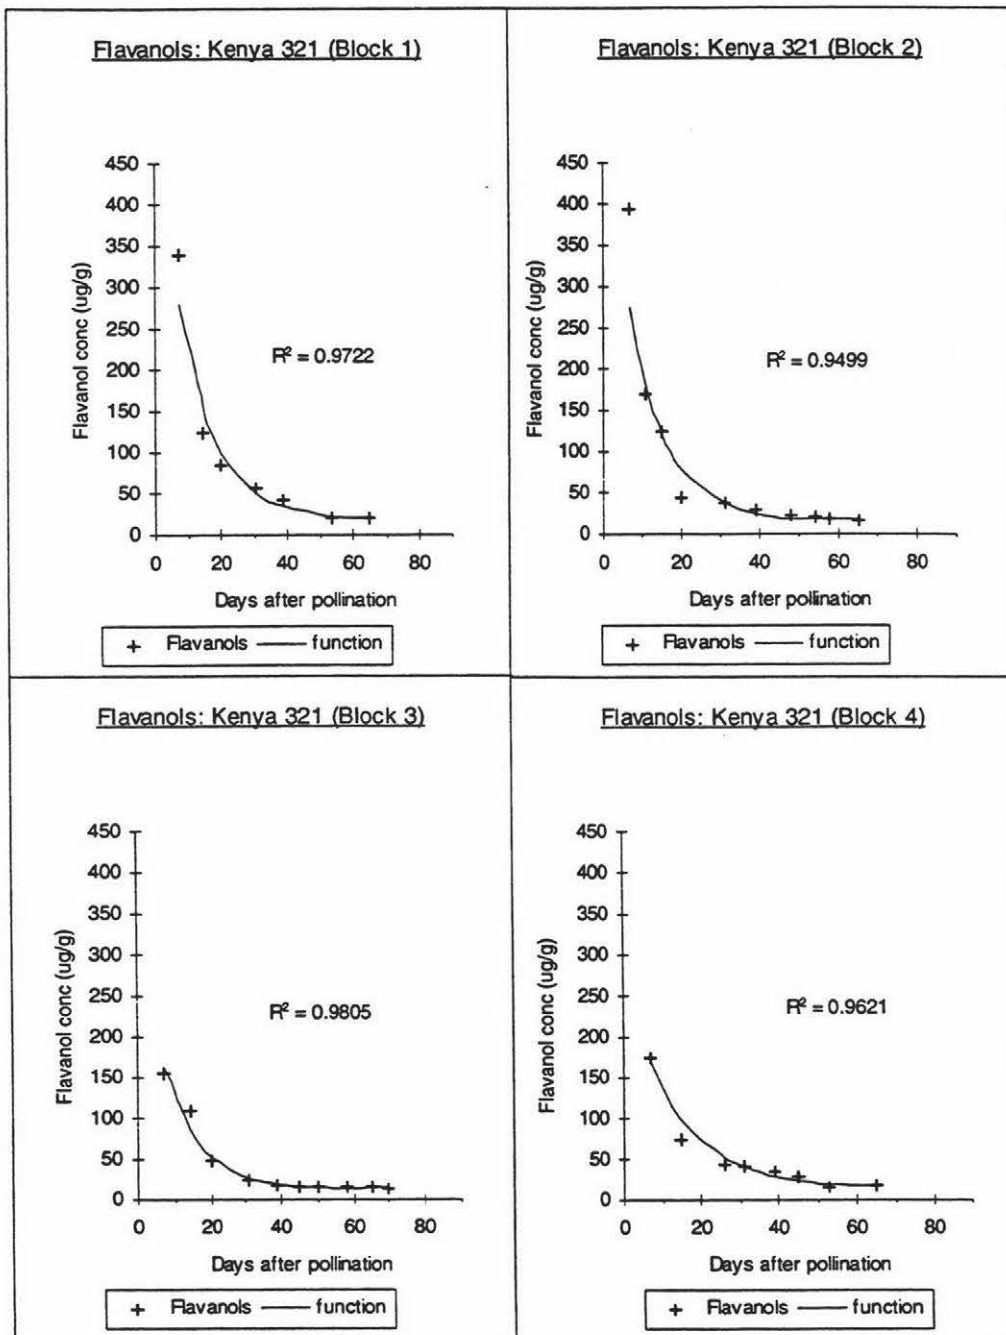 Flavanols: Kenya 321 (Block 1)
450
400
350
300
250
200
150
100
50
0
Flavanol conc (ug/g)
R² = 0.9722
0 20 40 60 80
Days after pollination
+ Flavanols —— function
Flavanols: Kenya 321 (Block 2)
450
400
350
300
250
200
150
100
50
0
Flavanol conc (ug/g)
R² = 0.9499
0 20 40 60 80
Days after pollination
+ Flavanols —— function
Flavanols: Kenya 321 (Block 3)
450
400
350
300
250
200
150
100
50
0
Flavanol conc (ug/g)
R² = 0.9805
0 20 40 60 80
Days after pollination
+ Flavanols —— function
Flavanols: Kenya 321 (Block 4)
450
400
350
300
250
200
150
100
50
0
Flavanol conc (ug/g)
R² = 0.9621
0 20 40 60 80
Days after pollination
+ Flavanols —— function